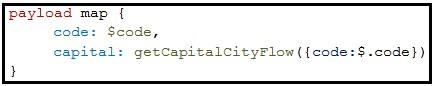 payload map {
code: $code,
capital: getCapitalCityFlow({code:$.code})
}